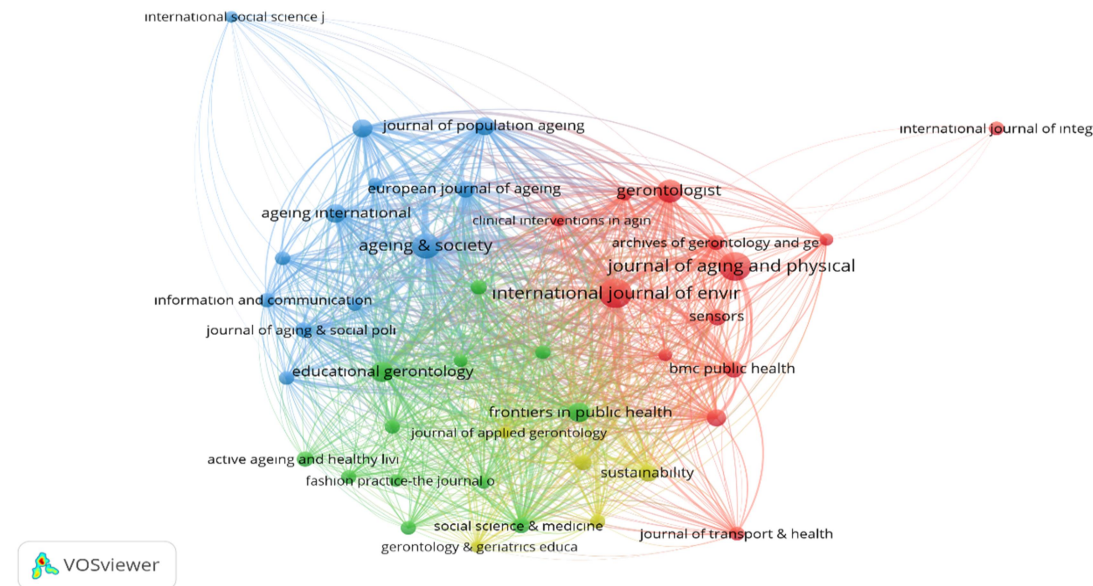 international social science j
journal of population ageing
international journal of integ
european journal of ageing
gerontologist
ageing international
clinical interventions in agin
ageing & society
archives of gerontology and ge
journal of aging and physical
international journal of envir
information and communication
sensors
journal of aging & social poli
educational gerontology
bmc public health
frontiers in public health
journal of applied gerontology
active ageing and healthy livi
sustainability
fashion practice-the journal o
social science & medicine
journal of transport & health
gerontology & geriatrics educa
VOSviewer